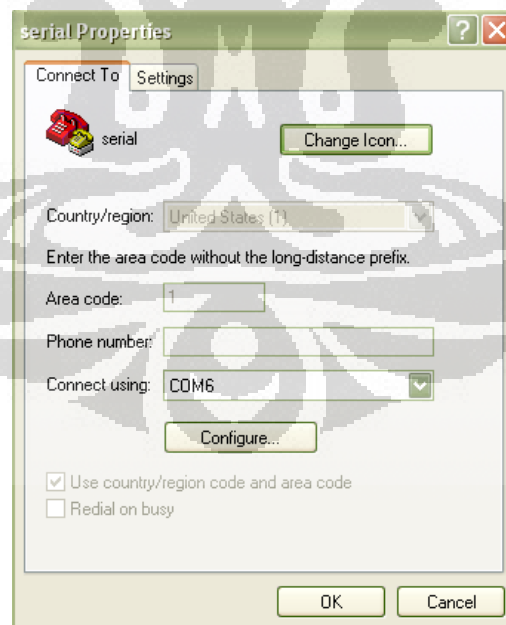 serial Properties
Connect To Settings
serial
Change Icon...
Country/region: United States (1)
Enter the area code without the long-distance prefix.
Area code: 1
Phone number:
Connect using: COM6
Configure...
Use country/region code and area code
Redial on busy
OK Cancel